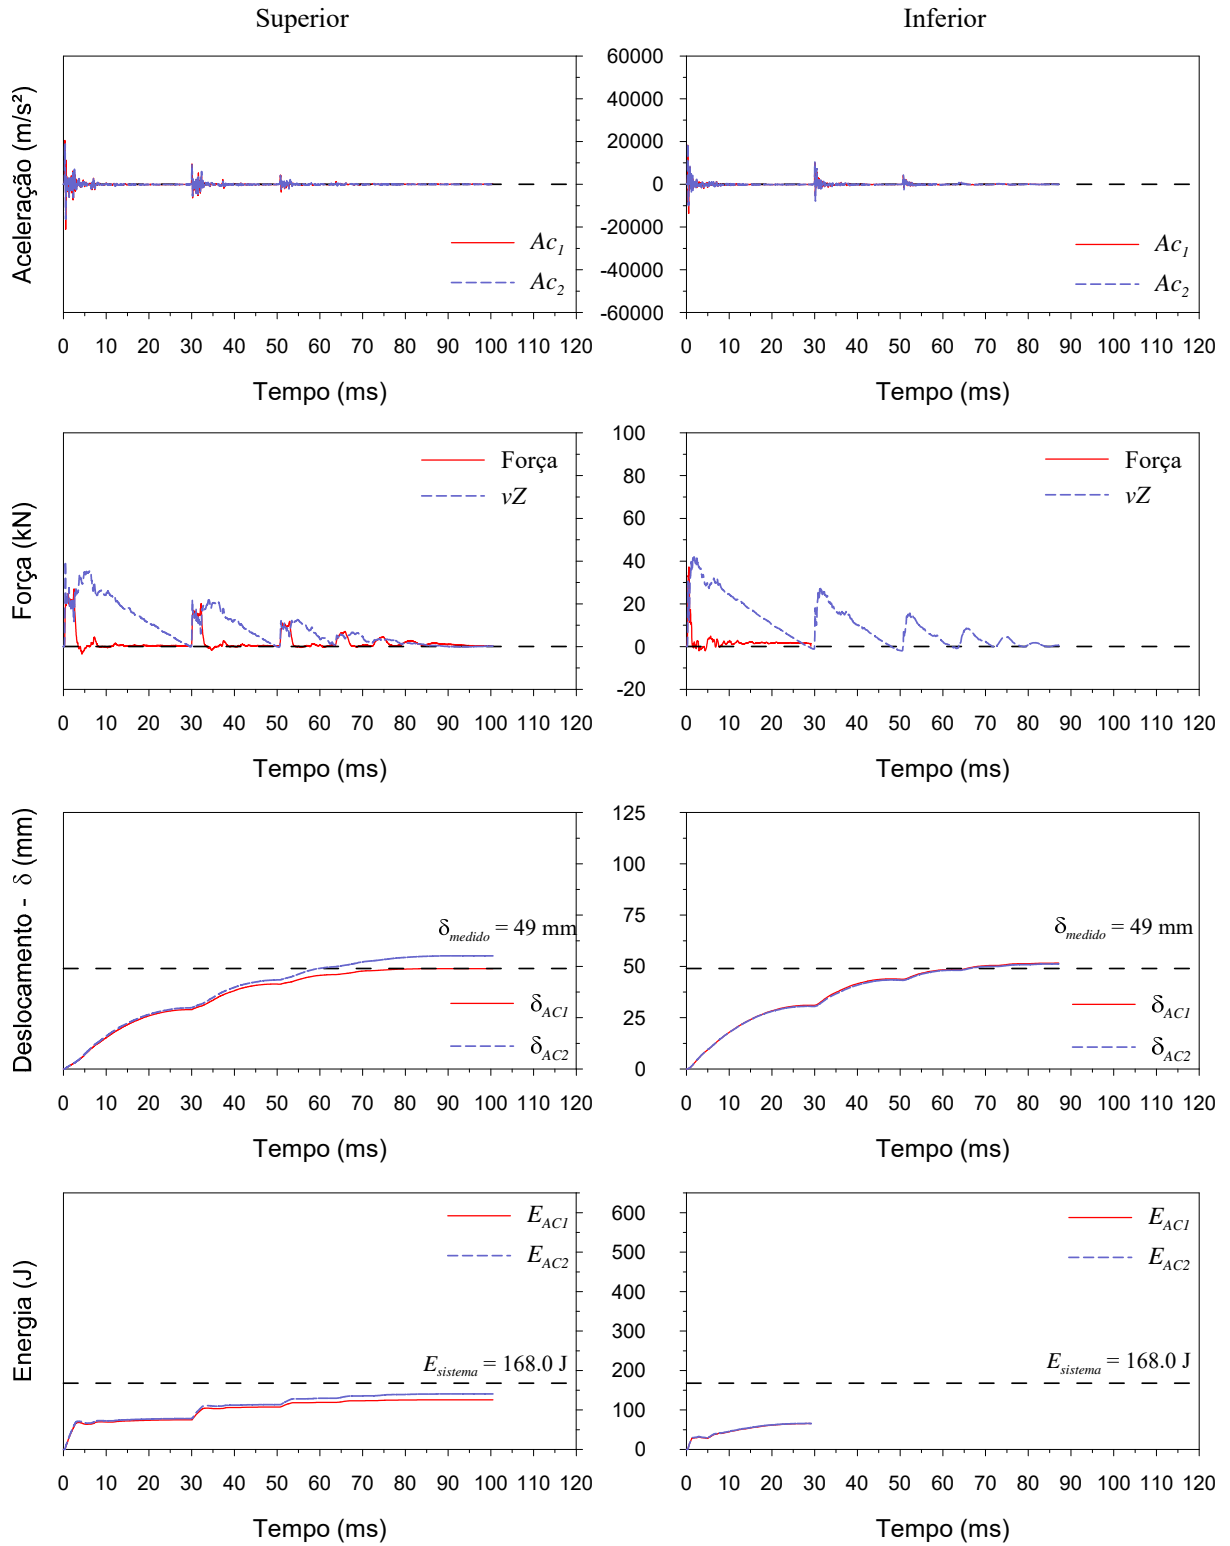 Superior Inferior
Aceleração (m/s²)
60000
40000
20000
0
-20000
-40000
-60000
Ac1 Ac1
Ac2 Ac2
0 10 20 30 40 50 60 70 80 90 100 110 120 0 10 20 30 40 50 60 70 80 90 100 110 120
Tempo (ms) Tempo (ms)
Força (kN)
100
80
60
40
20
0
-20
Força Força
vZ vZ
0 10 20 30 40 50 60 70 80 90 100 110 120 0 10 20 30 40 50 60 70 80 90 100 110 120
Tempo (ms) Tempo (ms)
Deslocamento - δ (mm)
125
100
75
50
25
0
δmedido = 49 mm δmedido = 49 mm
δAC1 δAC1
δAC2 δAC2
0 10 20 30 40 50 60 70 80 90 100 110 120 0 10 20 30 40 50 60 70 80 90 100 110 120
Tempo (ms) Tempo (ms)
Energia (J)
600
500
400
300
200
100
0
EAC1 EAC1
EAC2 EAC2
Esistema = 168.0 J Esistema = 168.0 J
0 10 20 30 40 50 60 70 80 90 100 110 120 0 10 20 30 40 50 60 70 80 90 100 110 120
Tempo (ms) Tempo (ms)